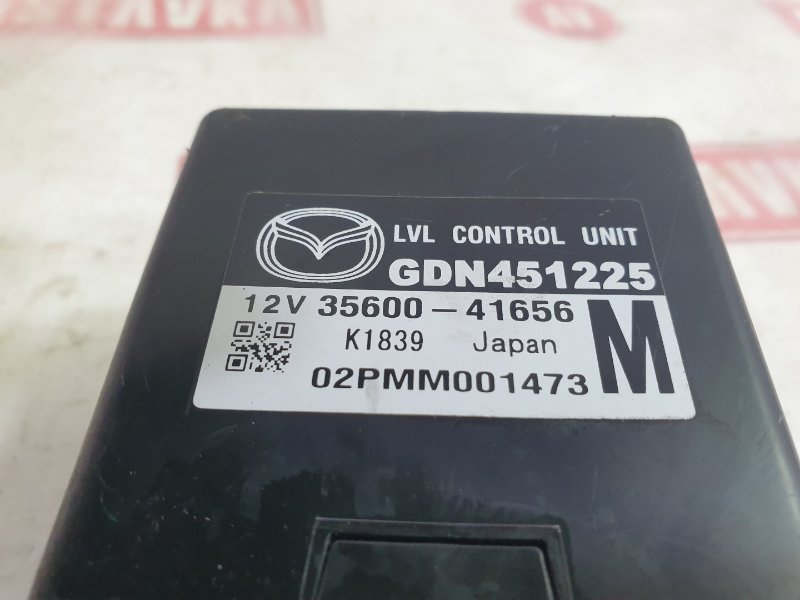 LVL CONTROL UNIT
GDN451225
12V 35600-41656
K1839 Japan
M
02PMM001473